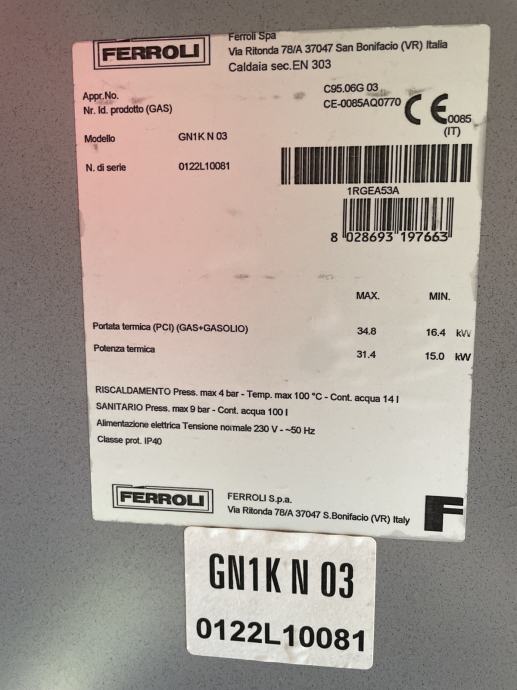 FERROLI
Ferroli Spa
Via Ritonda 78/A 37047 San Bonifacio (VR) Italia
Caldaia sec.EN 303
Appr.No. C95.06G 03
Nr. Id. prodotto (GAS) CE-0085AQ0770
CE 0085
(IT)
Modello GN1K N 03
N. di serie 0122L10081
1RGEA53A
8 028693 197663
MAX. MIN.
Portata termica (PCI) (GAS+GASOLIO) 34.8 16.4 kW
Potenza termica 31.4 15.0 kW
RISCALDAMENTO Press. max 4 bar - Temp. max 100 °C - Cont. acqua 14 l
SANITARIO Press. max 9 bar - Cont. acqua 100 l
Alimentazione elettrica Tensione normale 230 V - ~50 Hz
Classe prot. IP40
FERROLI
FERROLI S.p.a.
Via Ritonda 78/A 37047 S.Bonifacio (VR) Italy
F
GN1K N 03
0122L10081